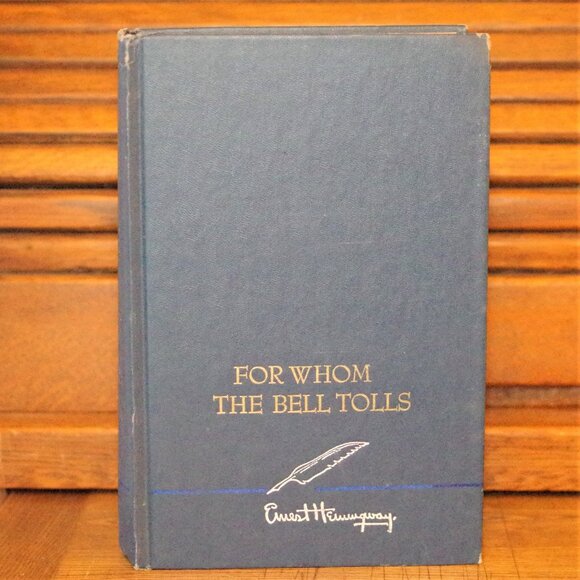 FOR WHOM
THE BELL TOLLS
Ernest Hemingway.